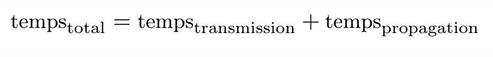 temps_total = temps_transmission + temps_propagation